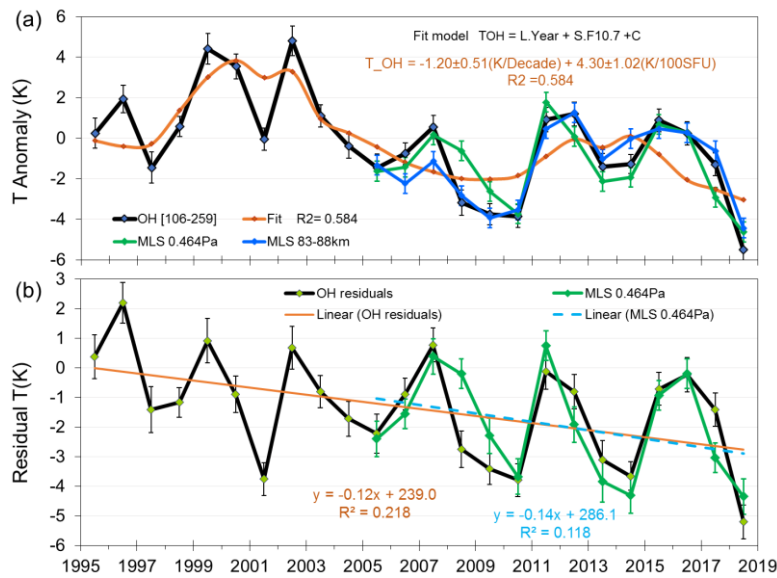 (a)
Fit model TOH = L.Year + S.F10.7 +C
T_OH = -1.20±0.51(K/Decade) + 4.30±1.02(K/100SFU)
R2 =0.584
T Anomaly (K)
6
4
2
0
-2
-4
-6
OH [106-259]
Fit R2= 0.584
MLS 0.464Pa
MLS 83-88km
(b)
OH residuals
MLS 0.464Pa
Linear (OH residuals)
Linear (MLS 0.464Pa)
Residual T(K)
3
2
1
0
-1
-2
-3
-4
-5
-6
y = -0.12x + 239.0
R² = 0.218
y = -0.14x + 286.1
R² = 0.118
1995 1997 1999 2001 2003 2005 2007 2009 2011 2013 2015 2017 2019